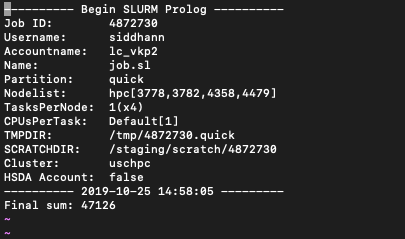 ---------- Begin SLURM Prolog ----------
Job ID:        4872730
Username:      siddhann
Accountname:   lc_vkp2
Name:          job.sl
Partition:     quick
Nodelist:      hpc[3778,3782,4358,4479]
TasksPerNode:  1(x4)
CPUsPerTask:   Default[1]
TMPDIR:        /tmp/4872730.quick
SCRATCHDIR:    /staging/scratch/4872730
Cluster:       uschpc
HSDA Account:  false
---------- 2019-10-25 14:58:05 ---------
Final sum: 47126
~
~